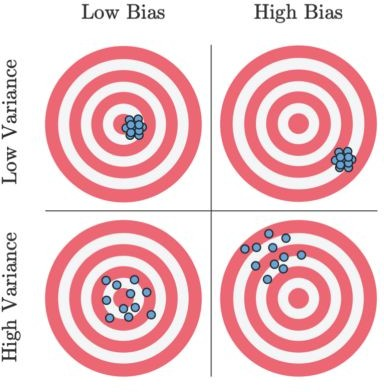 Low Bias
High Bias
Low Variance
High Variance